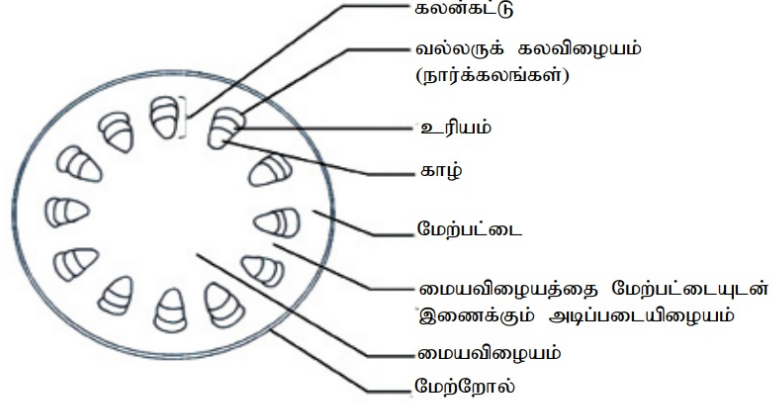 கலன்கட்டு
வல்லருக் கலவிழையம்
(நார்க்கலங்கள்)
உரியம்
காழ்
மேற்பட்டை
மையவிழையத்தை மேற்பட்டையுடன்
இணைக்கும் அடிப்படையிழையம்
மையவிழையம்
மேற்றோல்